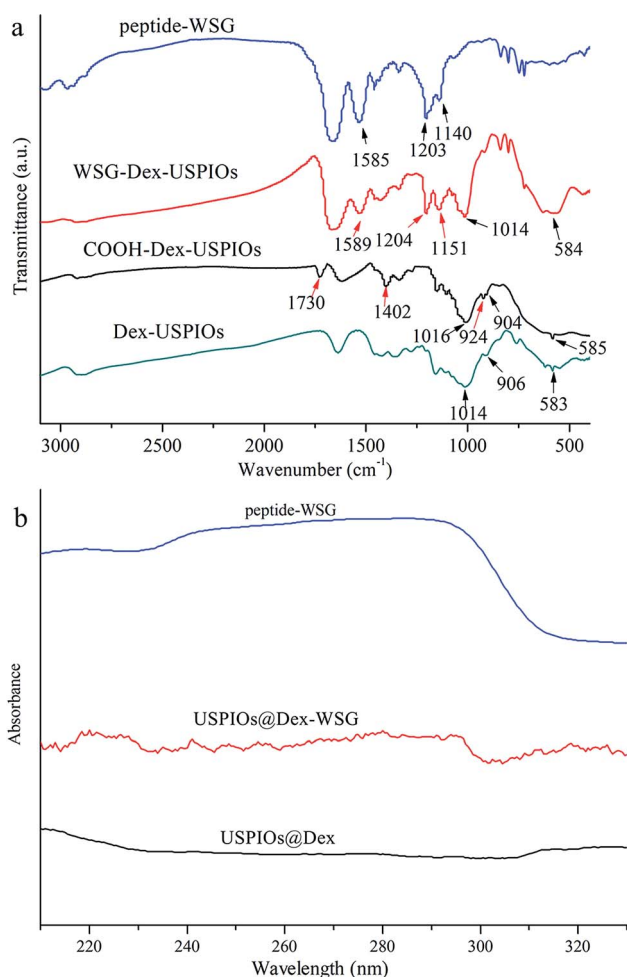 a
peptide-WSG
1585
1203
1140
WSG-Dex-USPIOs
1589
1204
1151
1014
584
COOH-Dex-USPIOs
1730
1402
1016
924
904
585
Dex-USPIOs
1014
906
583
Transmittance (a.u.)
3000 2500 2000 1500 1000 500
Wavenumber (cm⁻¹)
b
peptide-WSG
USPIOs@Dex-WSG
USPIOs@Dex
Absorbance
220 240 260 280 300 320
Wavelength (nm)